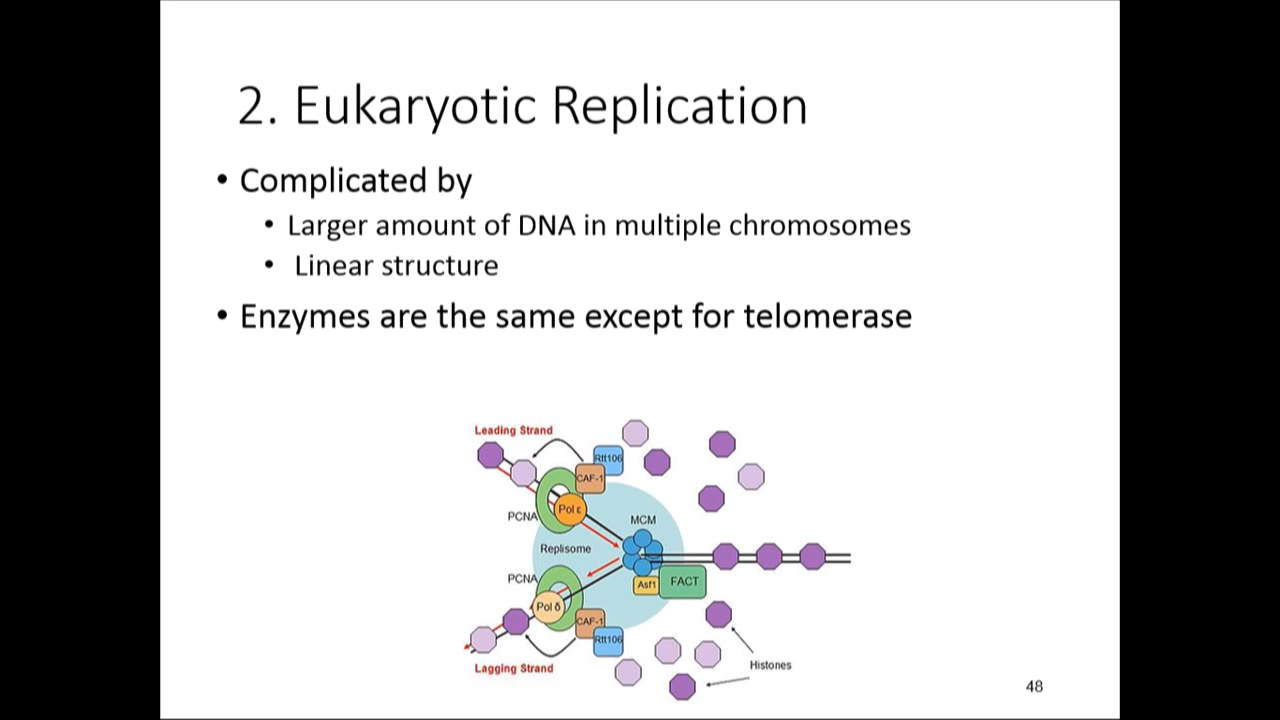 2. Eukaryotic Replication
• Complicated by
• Larger amount of DNA in multiple chromosomes
• Linear structure
• Enzymes are the same except for telomerase
Leading Strand
Rtt106
CAF-1
Pol ε
PCNA
MCM
Replisome
PCNA
Asf1
FACT
Pol δ
CAF-1
Rtt106
Lagging Strand
Histones
48